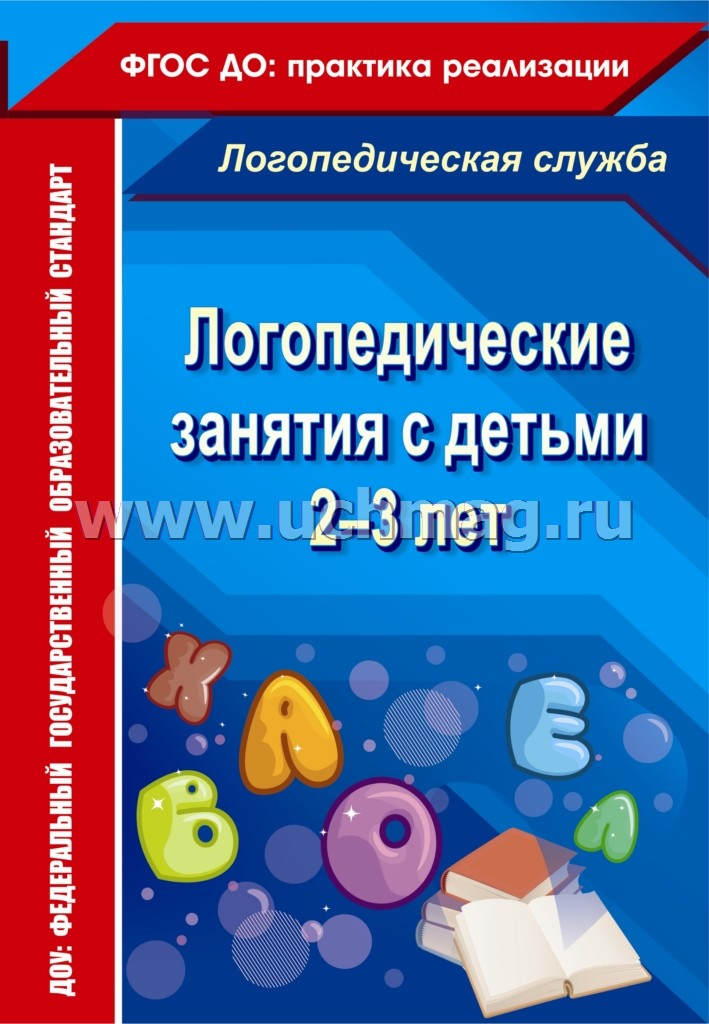 ФГОС ДО: практика реализации
Логопедическая служба
ДОУ: ФЕДЕРАЛЬНЫЙ ГОСУДАРСТВЕННЫЙ ОБРАЗОВАТЕЛЬНЫЙ СТАНДАРТ
Логопедические
занятия с детьми
2–3 лет
www.uchmag.ru
К А Е
В О Л